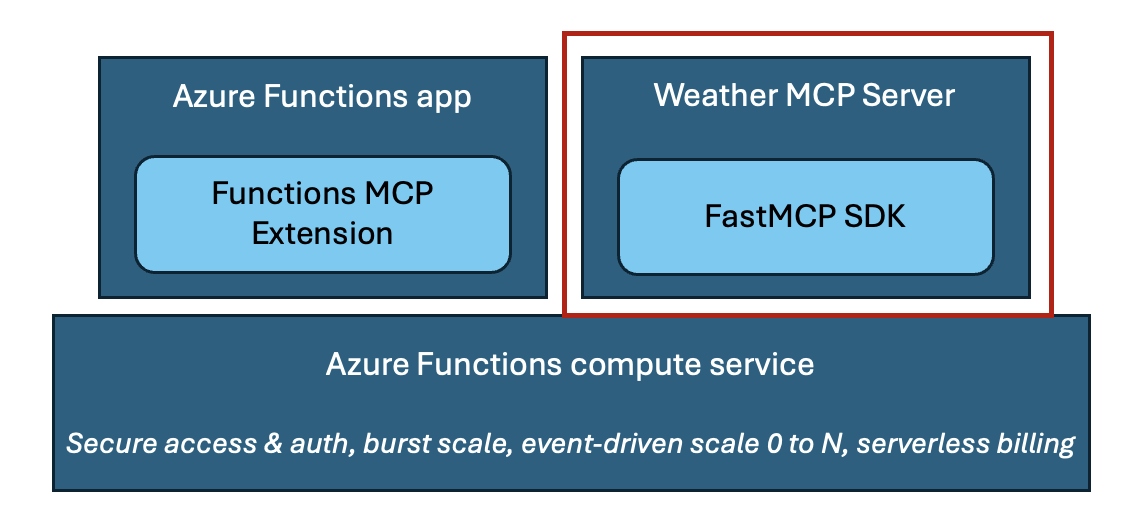 Azure Functions app
Functions MCP
Extension
Weather MCP Server
FastMCP SDK
Azure Functions compute service
Secure access & auth, burst scale, event-driven scale 0 to N, serverless billing